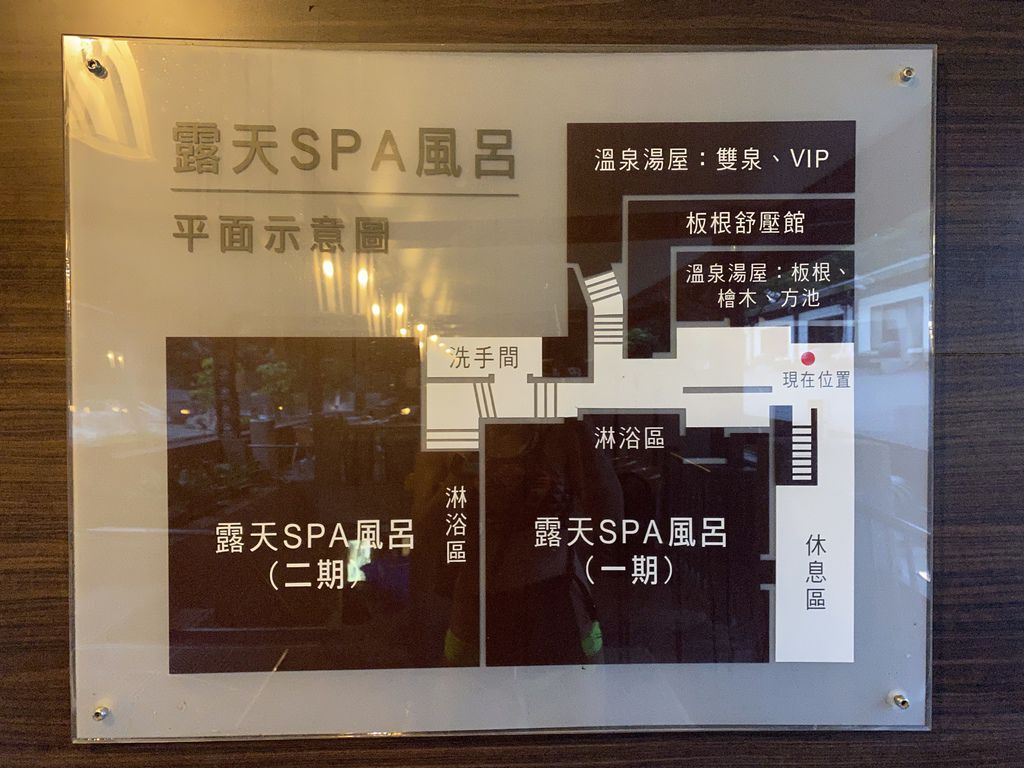 露天SPA風呂
平面示意圖
溫泉湯屋：雙泉、VIP
板根舒壓館
溫泉湯屋：板根、
檜木、方池
洗手間
現在位置
淋浴區
淋浴區
露天SPA風呂
（二期）
露天SPA風呂
（一期）
休息區